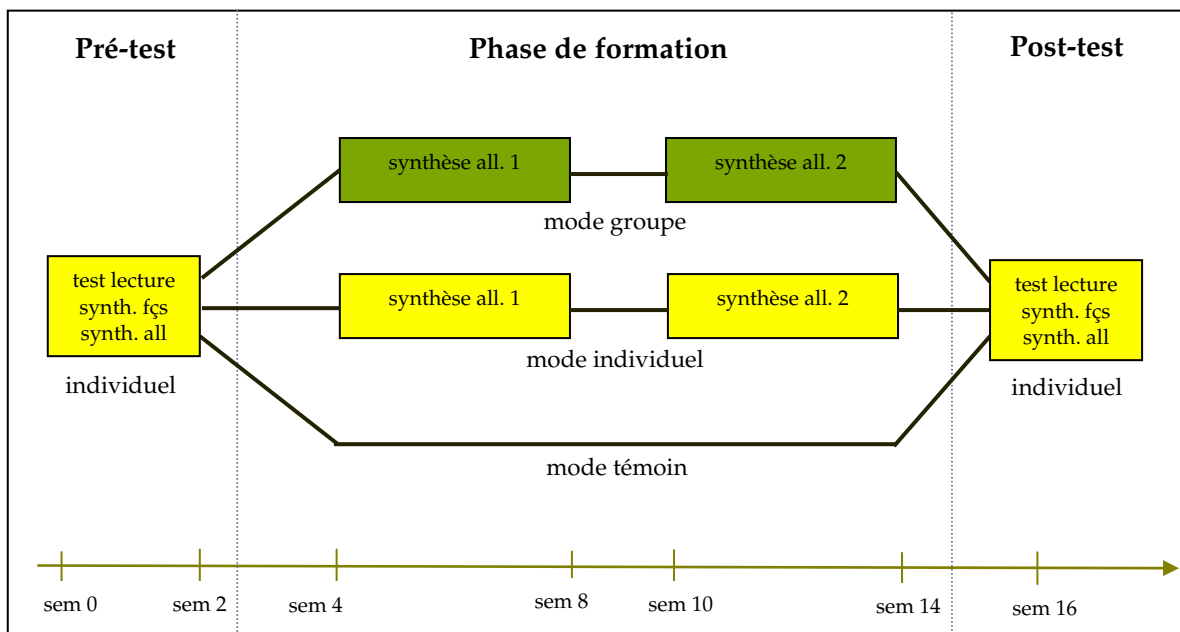 Pré-test
Phase de formation
Post-test
synthèse all. 1
synthèse all. 2
mode groupe
test lecture
synth. fçs
synth. all
individuel
synthèse all. 1
synthèse all. 2
mode individuel
test lecture
synth. fçs
synth. all
individuel
mode témoin
sem 0
sem 2
sem 4
sem 8
sem 10
sem 14
sem 16